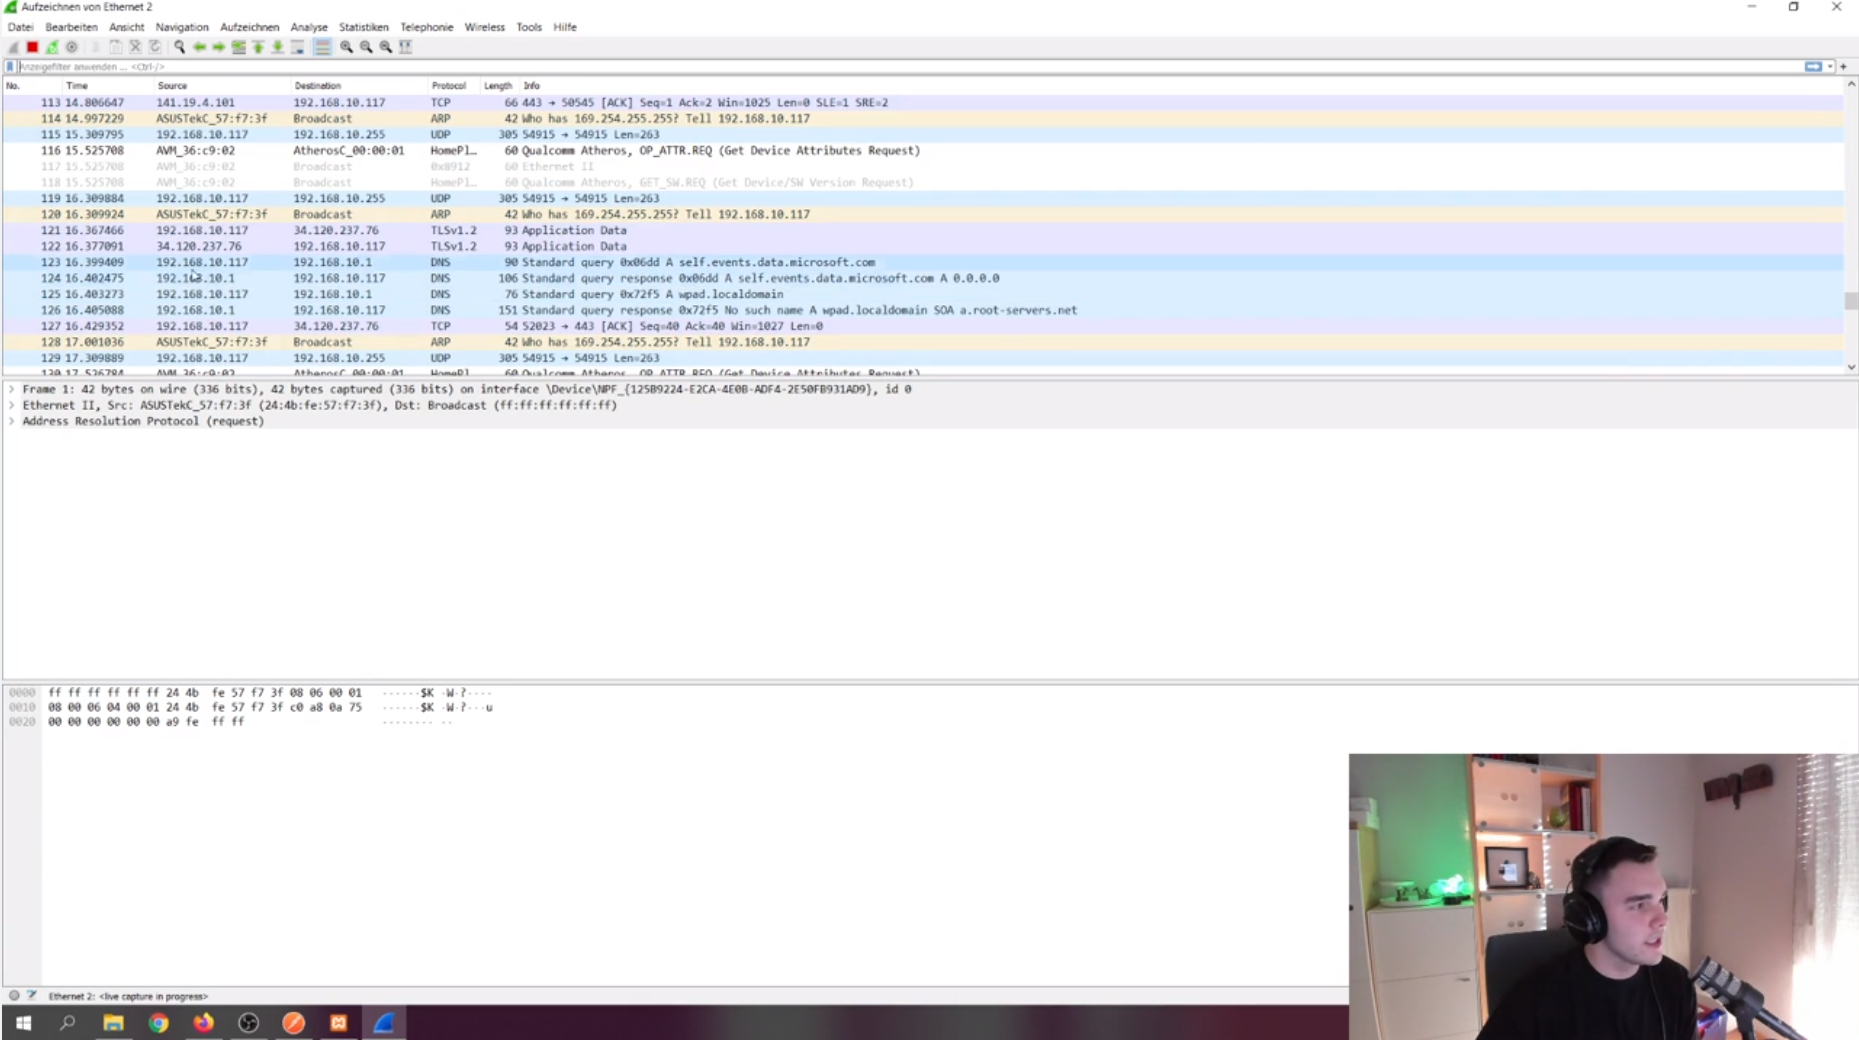 Aufzeichnen von Ethernet 2
Datei Bearbeiten Ansicht Navigation Aufzeichnen Analyse Statistiken Telephonie Wireless Tools Hilfe
Anzeigefilter anwenden ... <Ctrl-/>
No. Time Source Destination Protocol Length Info
113 14.806647 141.19.4.101 192.168.10.117 TCP 66 443 → 50545 [ACK] Seq=1 Ack=2 Win=1025 Len=0 SLE=1 SRE=2
114 14.997229 ASUSTekC_57:f7:3f Broadcast ARP 42 Who has 169.254.255.255? Tell 192.168.10.117
115 15.309795 192.168.10.117 192.168.10.255 UDP 305 54915 → 54915 Len=263
116 15.525708 AVM_36:c9:02 AtherosC_00:00:01 HomePl… 60 Qualcomm Atheros, OP_ATTR.REQ (Get Device Attributes Request)
117 15.525708 AVM_36:c9:02 Broadcast 0x8912 60 Ethernet II
118 15.525708 AVM_36:c9:02 Broadcast HomePl… 60 Qualcomm Atheros, GET_SW.REQ (Get Device/SW Version Request)
119 16.309884 192.168.10.117 192.168.10.255 UDP 305 54915 → 54915 Len=263
120 16.309924 ASUSTekC_57:f7:3f Broadcast ARP 42 Who has 169.254.255.255? Tell 192.168.10.117
121 16.367466 192.168.10.117 34.120.237.76 TLSv1.2 93 Application Data
122 16.377091 34.120.237.76 192.168.10.117 TLSv1.2 93 Application Data
123 16.399409 192.168.10.117 192.168.10.1 DNS 90 Standard query 0x06dd A self.events.data.microsoft.com
124 16.402475 192.168.10.1 192.168.10.117 DNS 106 Standard query response 0x06dd A self.events.data.microsoft.com A 0.0.0.0
125 16.403273 192.168.10.117 192.168.10.1 DNS 76 Standard query 0x72f5 A wpad.localdomain
126 16.405088 192.168.10.1 192.168.10.117 DNS 151 Standard query response 0x72f5 No such name A wpad.localdomain SOA a.root-servers.net
127 16.429352 192.168.10.117 34.120.237.76 TCP 54 52023 → 443 [ACK] Seq=40 Ack=40 Win=1027 Len=0
128 17.001036 ASUSTekC_57:f7:3f Broadcast ARP 42 Who has 169.254.255.255? Tell 192.168.10.117
129 17.309889 192.168.10.117 192.168.10.255 UDP 305 54915 → 54915 Len=263
130 17.526784 AVM_36:c9:02 AtherosC_00:00:01 HomePl… 60 Qualcomm Atheros, OP_ATTR.REQ (Get Device Attributes Request)
Frame 1: 42 bytes on wire (336 bits), 42 bytes captured (336 bits) on interface \Device\NPF_{125B9224-E2CA-4E0B-ADF4-2E50FB931AD9}, id 0
Ethernet II, Src: ASUSTekC_57:f7:3f (24:4b:fe:57:f7:3f), Dst: Broadcast (ff:ff:ff:ff:ff:ff)
Address Resolution Protocol (request)
0000 ff ff ff ff ff ff 24 4b fe 57 f7 3f 08 06 00 01 ······$K ·W·?····
0010 08 00 06 04 00 01 24 4b fe 57 f7 3f c0 a8 0a 75 ······$K ·W·?···u
0020 00 00 00 00 00 00 a9 fe ff ff ········ ··
Ethernet 2: <live capture in progress>